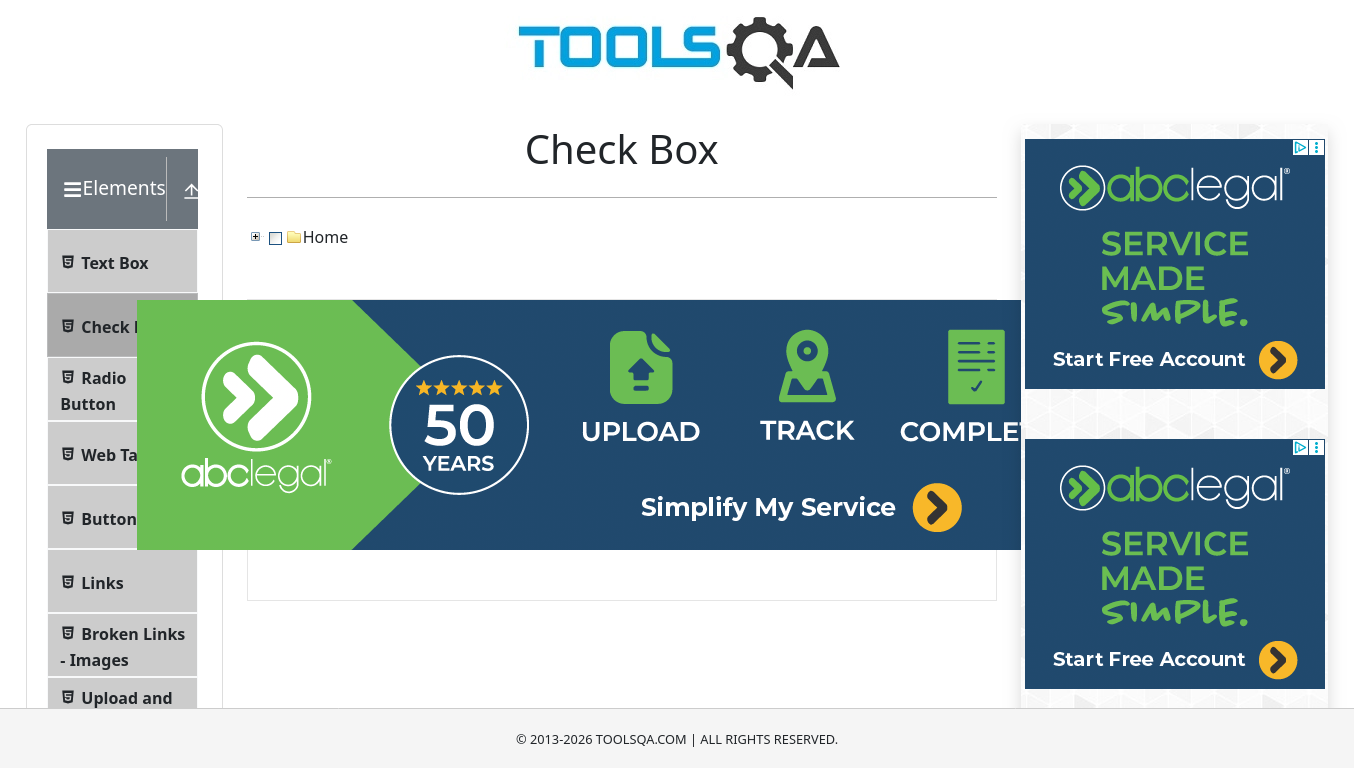 TOOLSQA
Elements
Text Box
Check
Radio
Button
Web Ta
Button
Links
Broken Links
- Images
Upload and
Check Box
Home
abclegal®
50
YEARS
UPLOAD
TRACK
COMPLET
Simplify My Service
abclegal®
SERVICE
MADE
SIMPLE.
Start Free Account
abclegal®
SERVICE
MADE
SIMPLE.
Start Free Account
© 2013-2026 TOOLSQA.COM | ALL RIGHTS RESERVED.